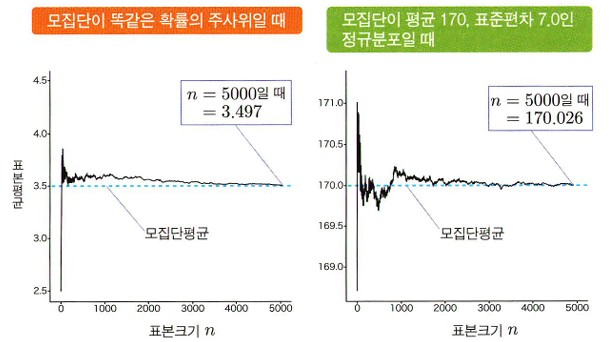 모집단이 똑같은 확률의 주사위일 때
4.5
4.0
3.5
3.0
2.5
표본평균
n = 5000일 때
= 3.497
모집단평균
0
1000
2000
3000
4000
5000
표본크기 n
모집단이 평균 170, 표준편차 7.0인
정규분포일 때
171.0
170.5
170.0
169.5
169.0
n = 5000일 때
= 170.026
모집단평균
0
1000
2000
3000
4000
5000
표본크기 n